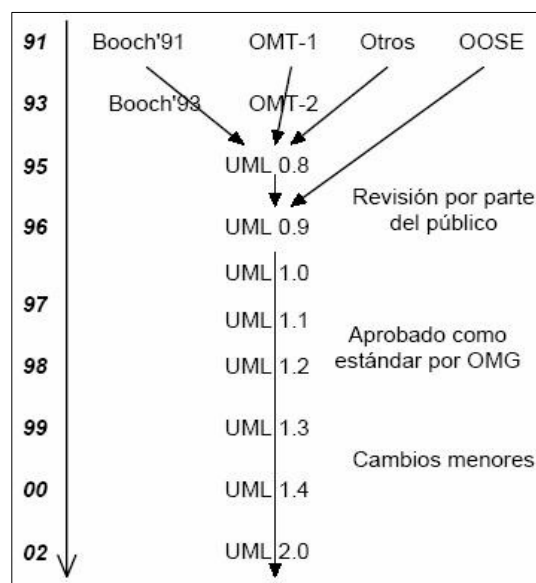 91 Booch'91 OMT-1 Otros OOSE
93 Booch'93 OMT-2
95 UML 0.8
Revisión por parte
96 UML 0.9 del público
UML 1.0
97 UML 1.1
Aprobado como
98 UML 1.2 estándar por OMG
99 UML 1.3
Cambios menores
00 UML 1.4
02 UML 2.0